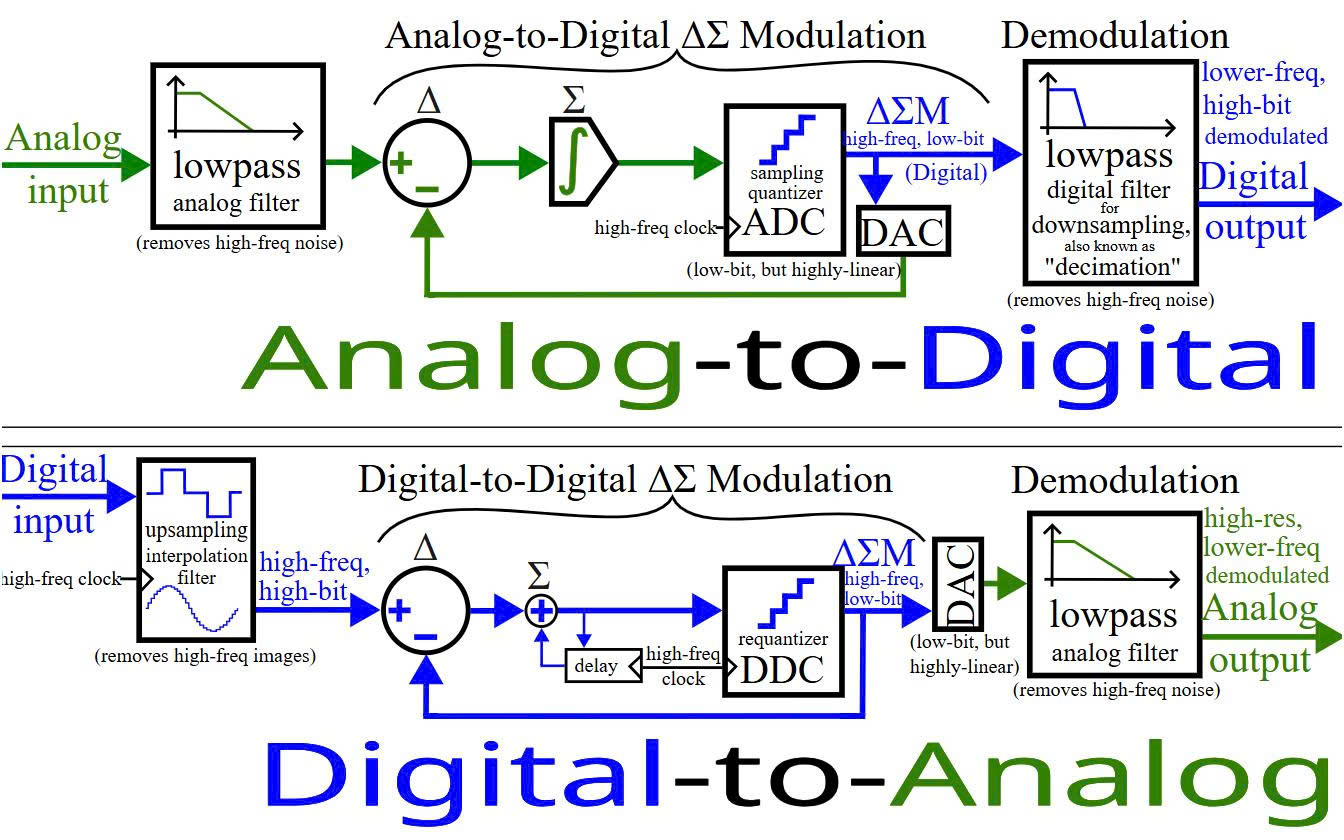 Analog-to-Digital ΔΣ Modulation
Demodulation
Analog
input
lowpass
analog filter
(removes high-freq noise)
Δ
+
−
Σ
∫
sampling
quantizer
ADC
high-freq clock
(low-bit, but highly-linear)
ΔΣM
high-freq, low-bit
(Digital)
DAC
lowpass
digital filter
for
downsampling,
also known as
"decimation"
(removes high-freq noise)
lower-freq,
high-bit
demodulated
Digital
output
Analog-to-Digital
Digital-to-Digital ΔΣ Modulation
Demodulation
Digital
input
high-freq clock
upsampling
interpolation
filter
(removes high-freq images)
high-freq,
high-bit
Δ
+
−
Σ
+
delay
high-freq
clock
requantizer
DDC
ΔΣM
high-freq,
low-bit
DAC
(low-bit, but
highly-linear)
lowpass
analog filter
(removes high-freq noise)
high-res,
lower-freq
demodulated
Analog
output
Digital-to-Analog